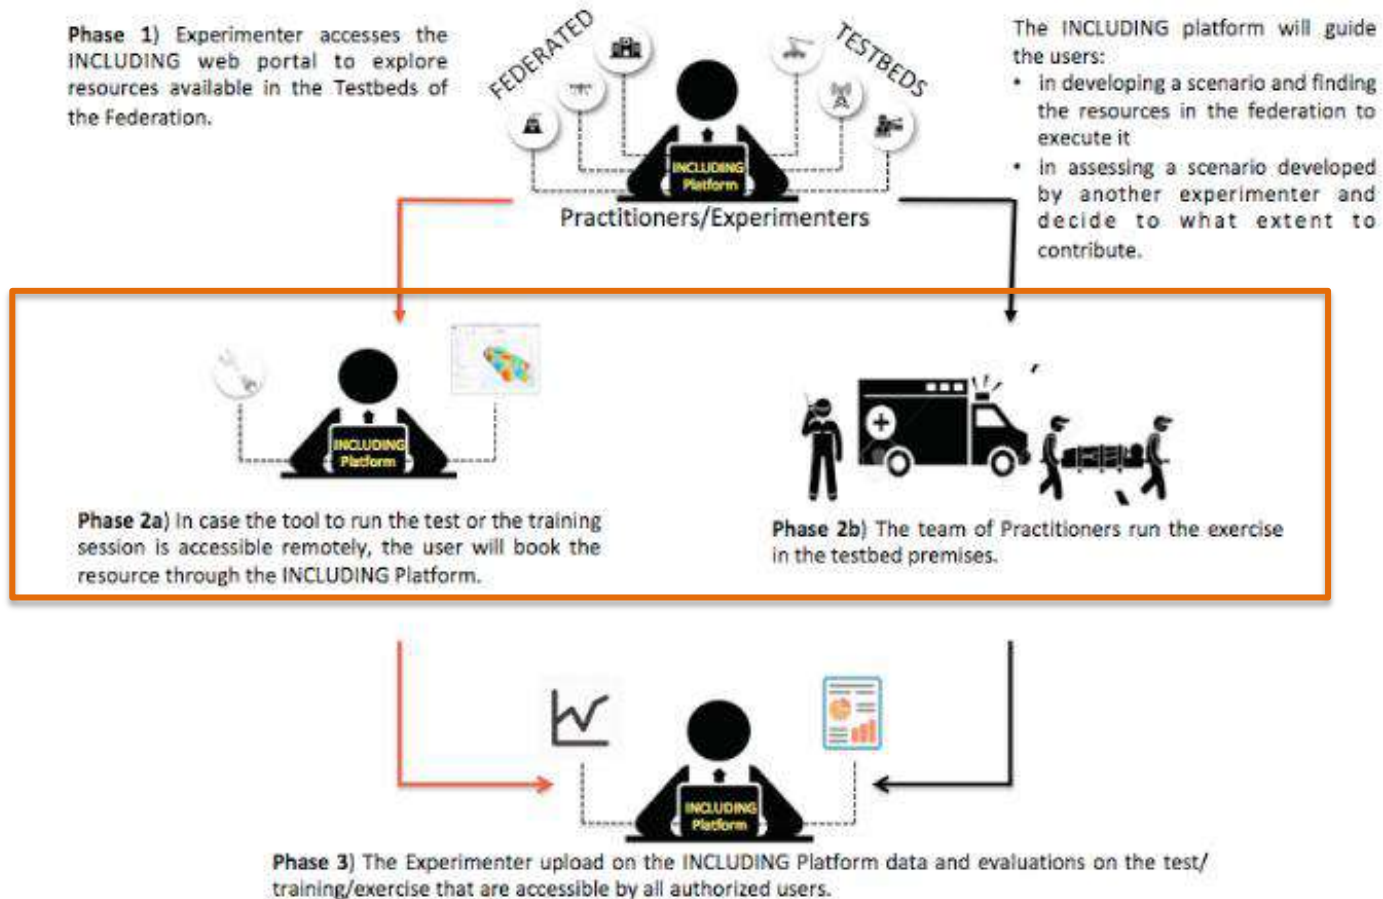 Phase 1) Experimenter accesses the
INCLUDING web portal to explore
resources available in the Testbeds of
the Federation.
FEDERATED
TESTBEDS
INCLUDING
Platform
Practitioners/Experimenters
The INCLUDING platform will guide
the users:
• in developing a scenario and finding
the resources in the federation to
execute it
• in assessing a scenario developed
by another experimenter and
decide to what extent to
contribute.
INCLUDING
Platform
Phase 2a) In case the tool to run the test or the training
session is accessible remotely, the user will book the
resource through the INCLUDING Platform.
Phase 2b) The team of Practitioners run the exercise
in the testbed premises.
INCLUDING
Platform
Phase 3) The Experimenter upload on the INCLUDING Platform data and evaluations on the test/
training/exercise that are accessible by all authorized users.